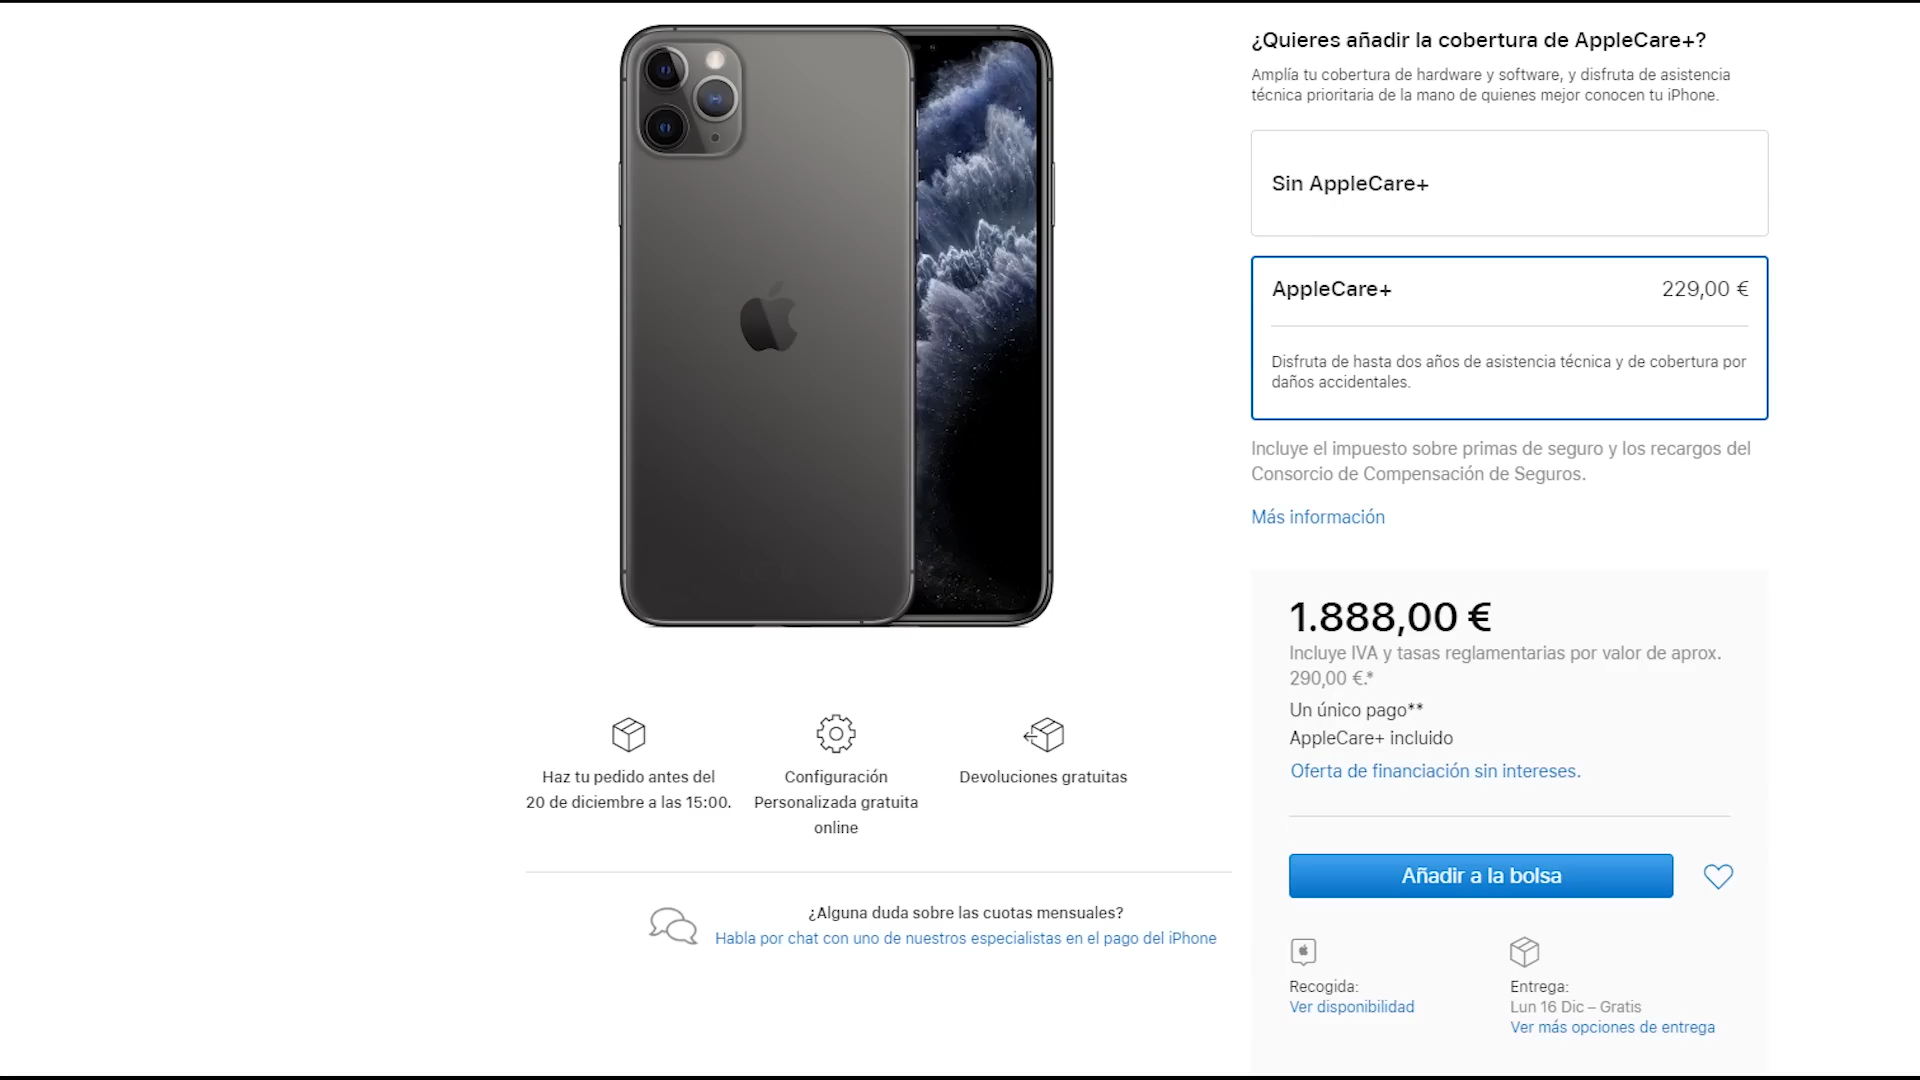 ¿Quieres añadir la cobertura de AppleCare+?
Amplía tu cobertura de hardware y software, y disfruta de asistencia
técnica prioritaria de la mano de quienes mejor conocen tu iPhone.
Sin AppleCare+
AppleCare+ 229,00 €
Disfruta de hasta dos años de asistencia técnica y de cobertura por
daños accidentales.
Incluye el impuesto sobre primas de seguro y los recargos del
Consorcio de Compensación de Seguros.
Más información
1.888,00 €
Incluye IVA y tasas reglamentarias por valor de aprox.
290,00 €.*
Un único pago**
AppleCare+ incluido
Oferta de financiación sin intereses.
Añadir a la bolsa
Recogida:
Ver disponibilidad
Entrega:
Lun 16 Dic – Gratis
Ver más opciones de entrega
Haz tu pedido antes del
20 de diciembre a las 15:00.
Configuración
Personalizada gratuita
online
Devoluciones gratuitas
¿Alguna duda sobre las cuotas mensuales?
Habla por chat con uno de nuestros especialistas en el pago del iPhone